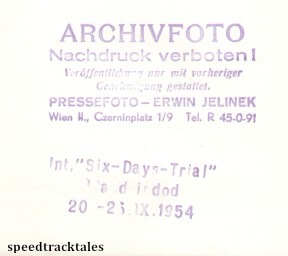 ARCHIVFOTO
Nachdruck verboten!
Veröffentlichung nur mit vorheriger
Genehmigung gestattet.
PRESSEFOTO – ERWIN JELINEK
Wien II., Czerninplatz 1/9 Tel. R 45-0-91
Int. "Six-Days-Trial"
20 -25.IX.1954
speedtracktales